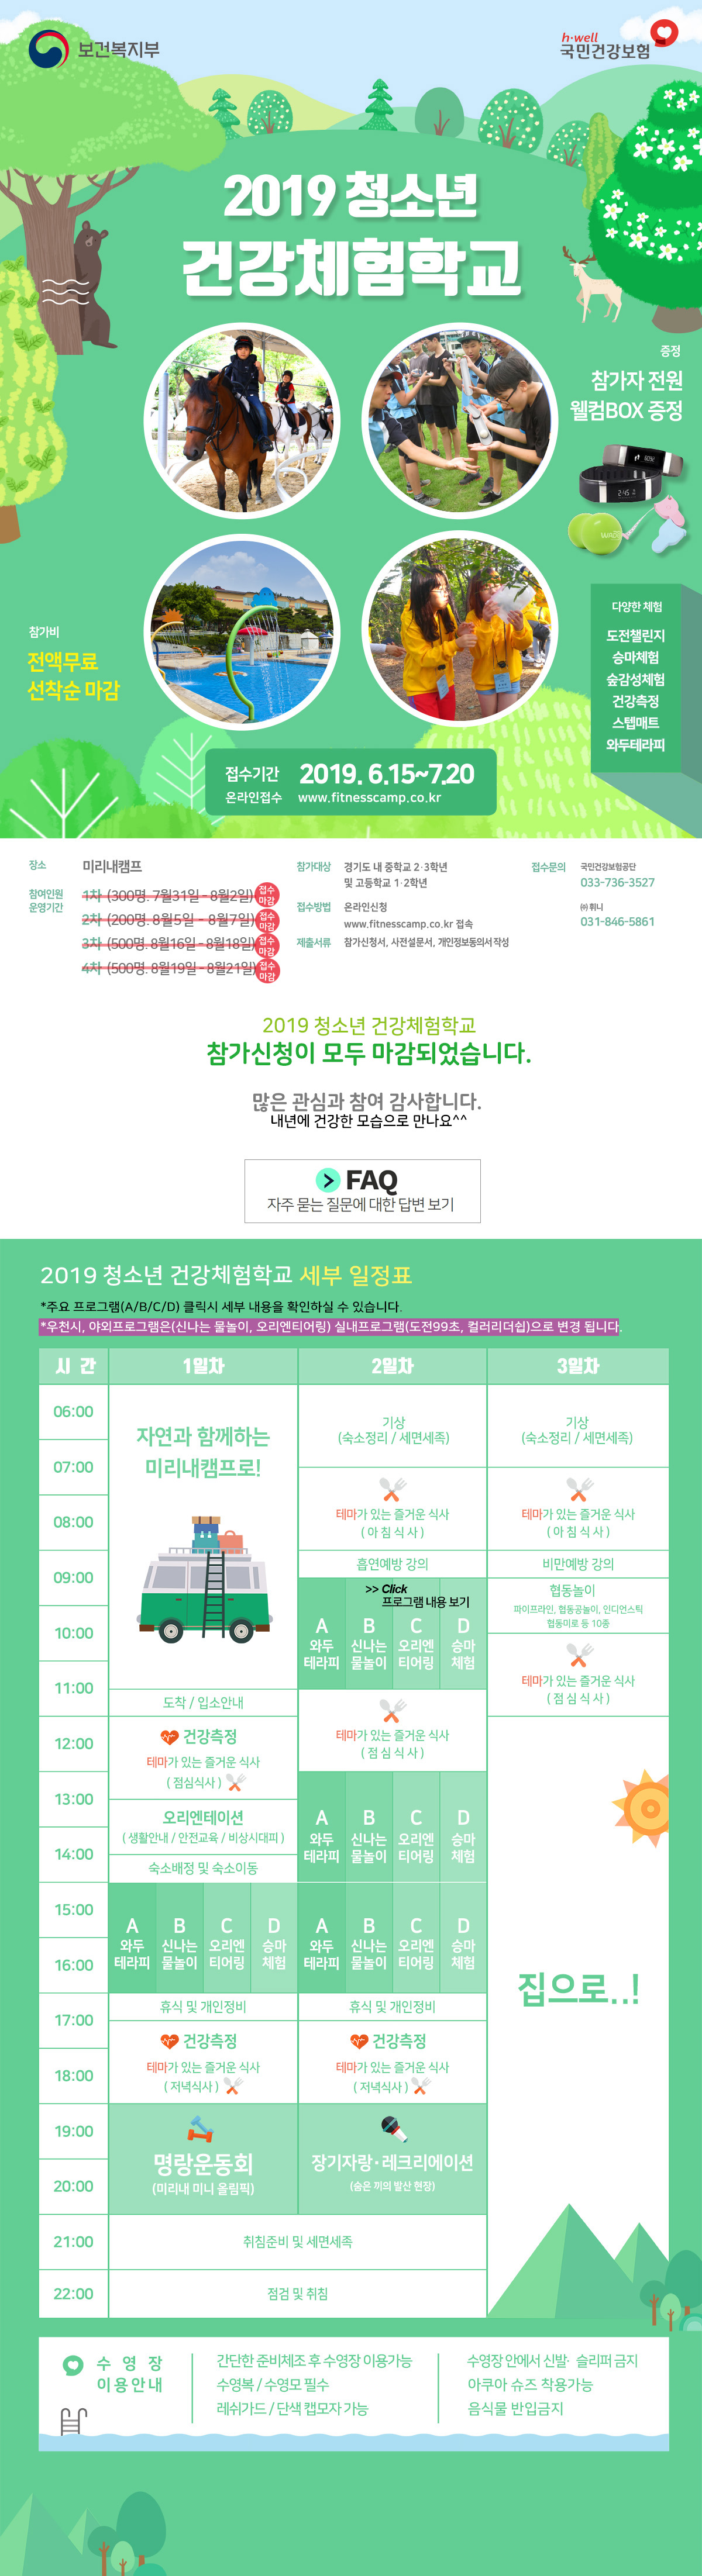 보건복지부
h·well
국민건강보험
2019 청소년
건강체험학교
증정
참가자 전원
웰컴BOX 증정
참가비
전액무료
선착순 마감
다양한 체험
도전챌린지
승마체험
숲감성체험
건강측정
스텝매트
와두테라피
접수기간 2019. 6.15~7.20
온라인접수 www.fitnesscamp.co.kr
장소 미리내캠프
참여인원
운영기간
1차 (300명. 7월31일 - 8월2일) 접수 마감
2차 (200명. 8월5일 - 8월7일) 접수 마감
3차 (500명. 8월16일 - 8월18일) 접수 마감
4차 (500명. 8월19일 - 8월21일) 접수 마감
참가대상 경기도 내 중학교 2·3학년
및 고등학교 1·2학년
접수방법 온라인신청
www.fitnesscamp.co.kr 접속
제출서류 참가신청서, 사전설문서, 개인정보동의서 작성
접수문의 국민건강보험공단
033-736-3527
㈜ 휘니
031-846-5861
2019 청소년 건강체험학교
참가신청이 모두 마감되었습니다.
많은 관심과 참여 감사합니다.
내년에 건강한 모습으로 만나요^^
FAQ
자주 묻는 질문에 대한 답변 보기
2019 청소년 건강체험학교 세부 일정표
*주요 프로그램(A/B/C/D) 클릭시 세부 내용을 확인하실 수 있습니다.
*우천시, 야외프로그램은(신나는 물놀이, 오리엔티어링) 실내프로그램(도전99초, 컬러리더쉽)으로 변경 됩니다.
시 간 1일차 2일차 3일차
06:00
07:00
08:00
09:00
10:00
11:00
12:00
13:00
14:00
15:00
16:00
17:00
18:00
19:00
20:00
21:00
22:00
자연과 함께하는
미리내캠프로!
도착 / 입소안내
건강측정
테마가 있는 즐거운 식사
( 점심식사 )
오리엔테이션
( 생활안내 / 안전교육 / 비상시대피 )
숙소배정 및 숙소이동
A B C D
와두 신나는 오리엔 승마
테라피 물놀이 티어링 체험
휴식 및 개인정비
건강측정
테마가 있는 즐거운 식사
( 저녁식사 )
명랑운동회
(미리내 미니 올림픽)
기상
(숙소정리 / 세면세족)
테마가 있는 즐거운 식사
( 아 침 식 사 )
흡연예방 강의
>> Click
프로그램 내용 보기
A B C D
와두 신나는 오리엔 승마
테라피 물놀이 티어링 체험
테마가 있는 즐거운 식사
( 점 심 식 사 )
A B C D
와두 신나는 오리엔 승마
테라피 물놀이 티어링 체험
A B C D
와두 신나는 오리엔 승마
테라피 물놀이 티어링 체험
휴식 및 개인정비
건강측정
테마가 있는 즐거운 식사
( 저녁식사 )
장기자랑·레크리에이션
(숨은 끼의 발산 현장)
취침준비 및 세면세족
점검 및 취침
기상
(숙소정리 / 세면세족)
테마가 있는 즐거운 식사
( 아 침 식 사 )
비만예방 강의
협동놀이
파이프라인, 협동공놀이, 인디언스틱
협동미로 등 10종
테마가 있는 즐거운 식사
( 점 심 식 사 )
집으로..!
수 영 장
이용안내
간단한 준비체조 후 수영장 이용가능
수영복 / 수영모 필수
레쉬가드 / 단색 캡모자 가능
수영장 안에서 신발· 슬리퍼 금지
아쿠아 슈즈 착용가능
음식물 반입금지